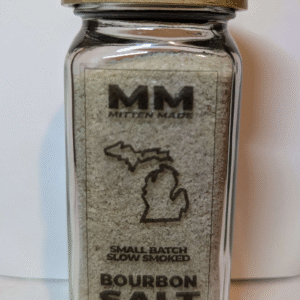 MM
MITTEN MADE
SMALL BATCH
SLOW SMOKED
BOURBON
SALT